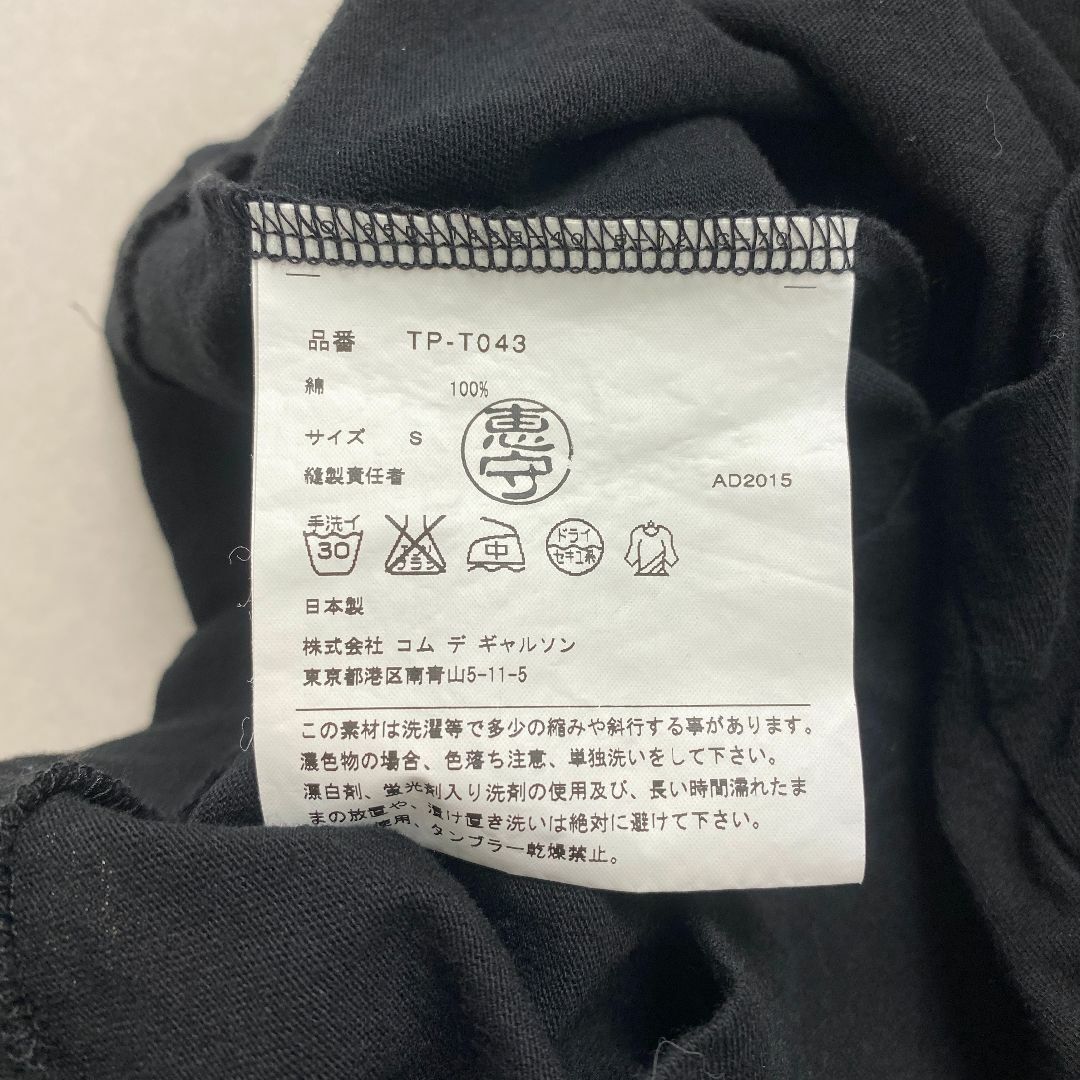 品番 TP-T043
綿 100%
サイズ S
恵守
縫製責任者 AD2015
手洗イ
30
エンソ
サラシ
中
ドライ
セキユ系
日本製
株式会社 コム デ ギャルソン
東京都港区南青山5-11-5
この素材は洗濯等で多少の縮みや斜行する事があります。
濃色物の場合、色落ち注意、単独洗いをして下さい。
漂白剤、蛍光剤入り洗剤の使用及び、長い時間濡れたま
まの放置や、漬け置き洗いは絶対に避けて下さい。
使用、タンブラー乾燥禁止。